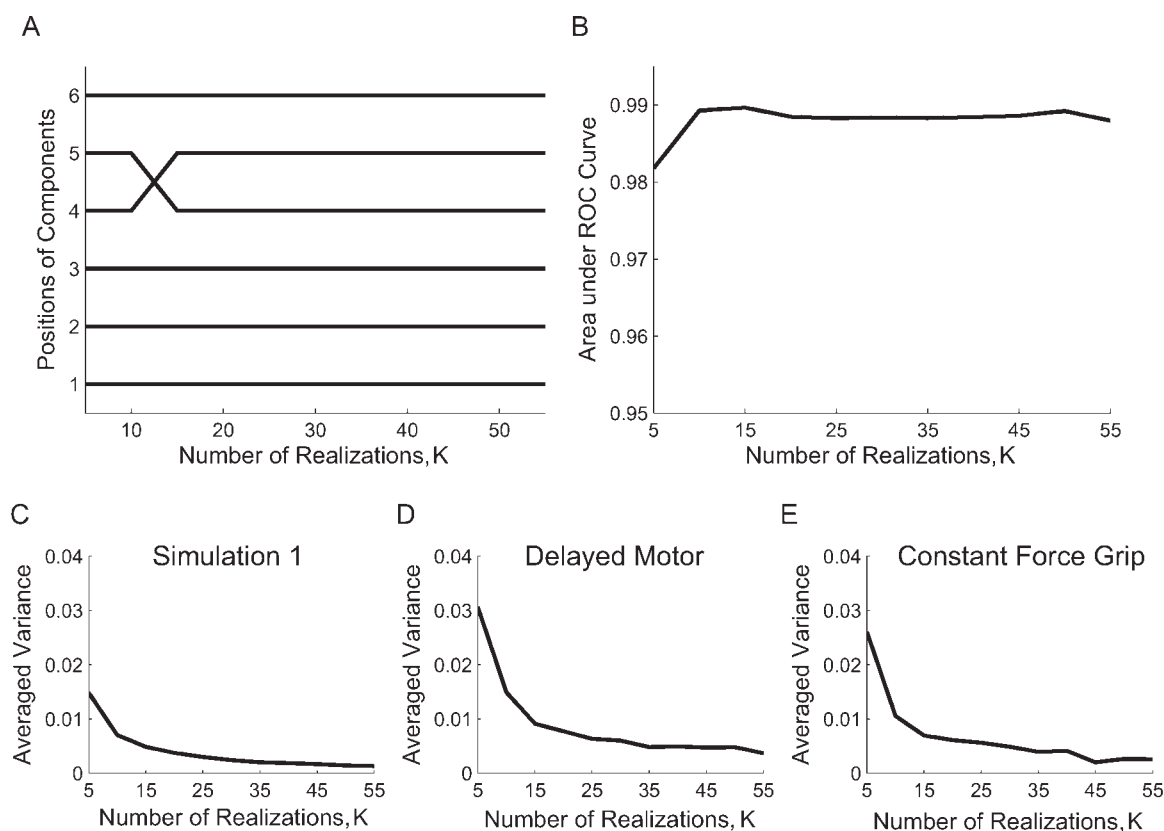 A
Positions of Components
6
5
4
3
2
1
10 20 30 40 50
Number of Realizations, K
B
Area under ROC Curve
0.99
0.98
0.97
0.96
0.95
5 15 25 35 45 55
Number of Realizations, K
C
Simulation 1
Averaged Variance
0.04
0.03
0.02
0.01
0
5 15 25 35 45 55
Number of Realizations, K
D
Delayed Motor
Averaged Variance
0.04
0.03
0.02
0.01
0
5 15 25 35 45 55
Number of Realizations, K
E
Constant Force Grip
Averaged Variance
0.04
0.03
0.02
0.01
0
5 15 25 35 45 55
Number of Realizations, K